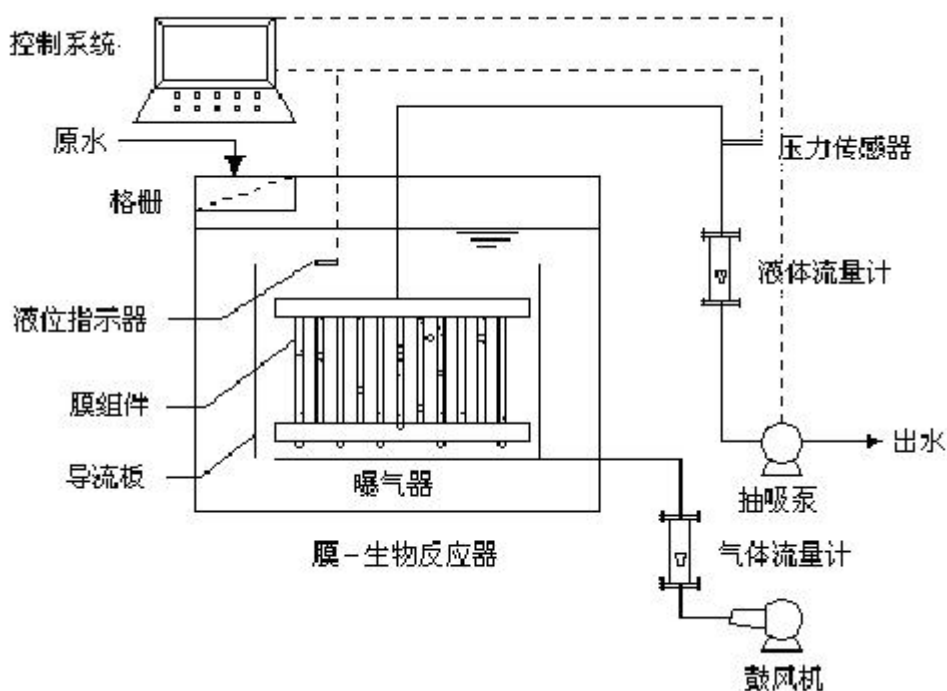 控制系统
原水
格栅
压力传感器
液体流量计
液位指示器
膜组件
导流板
曝气器
出水
抽吸泵
膜-生物反应器
气体流量计
鼓风机